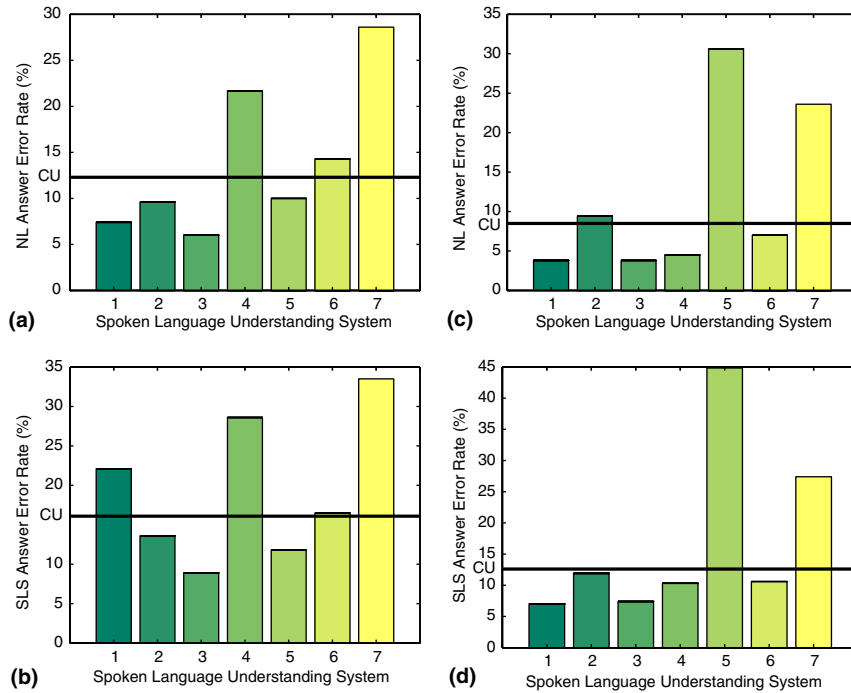 30
25
20
15
CU
10
5
0
NL Answer Error Rate (%)
1 2 3 4 5 6 7
(a) Spoken Language Understanding System
35
30
25
20
15
10
CU
5
0
NL Answer Error Rate (%)
1 2 3 4 5 6 7
(c) Spoken Language Understanding System
35
30
25
20
CU
10
5
0
SLS Answer Error Rate (%)
1 2 3 4 5 6 7
(b) Spoken Language Understanding System
45
40
35
30
25
20
15
CU
10
5
0
SLS Answer Error Rate (%)
1 2 3 4 5 6 7
(d) Spoken Language Understanding System